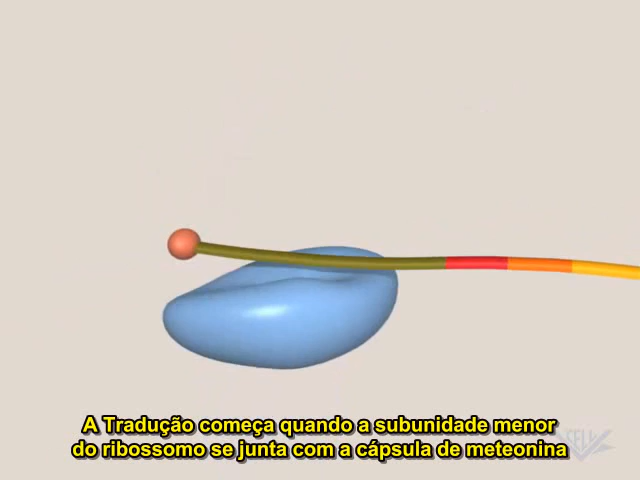 A Tradução começa quando a subunidade menor
do ribossomo se junta com a cápsula de meteonina